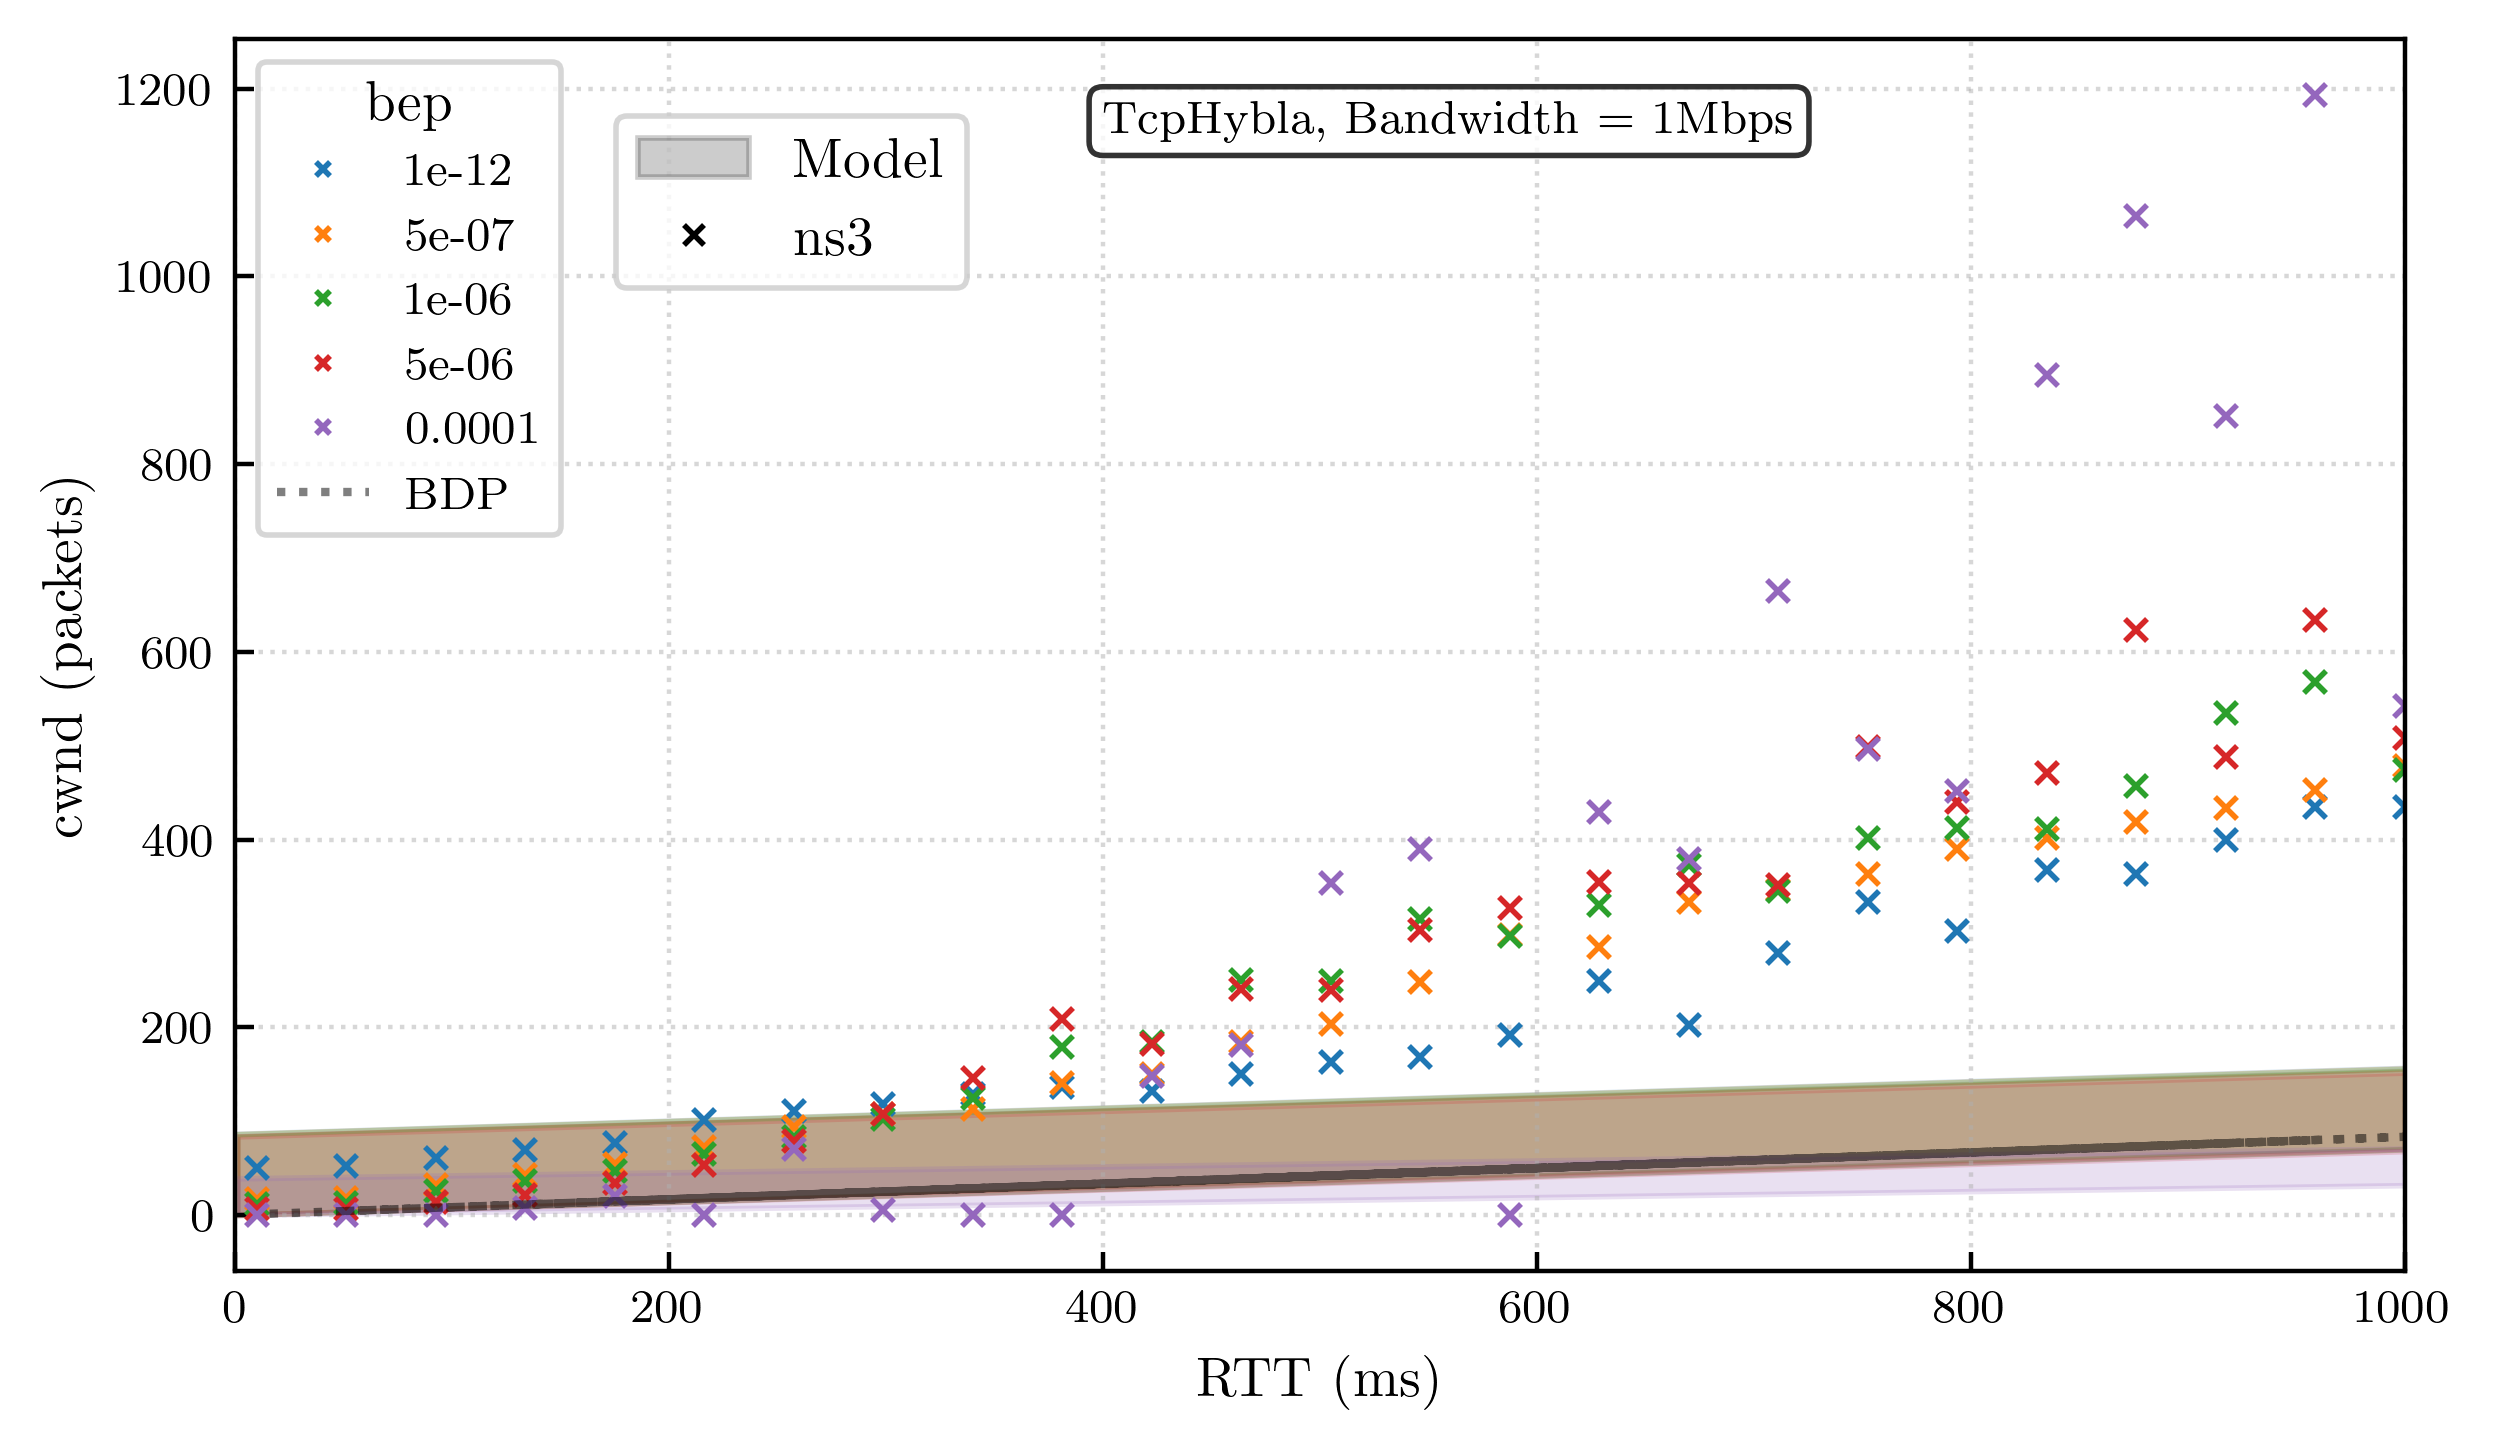 TcpHybla, Bandwidth = 1Mbps
bep
1e-12
5e-07
1e-06
5e-06
0.0001
BDP
Model
ns3
cwnd (packets)
1200
1000
800
600
400
200
0
0 200 400 600 800 1000
RTT (ms)